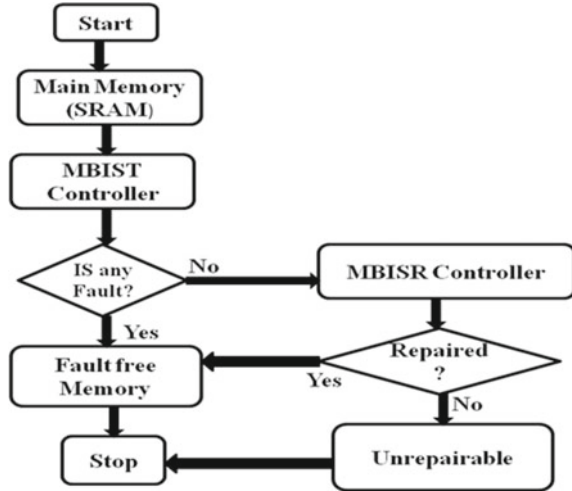 Start
Main Memory
(SRAM)
MBIST
Controller
IS any
Fault?
No
Yes
MBISR Controller
Repaired
?
Yes
No
Fault free
Memory
Unrepairable
Stop